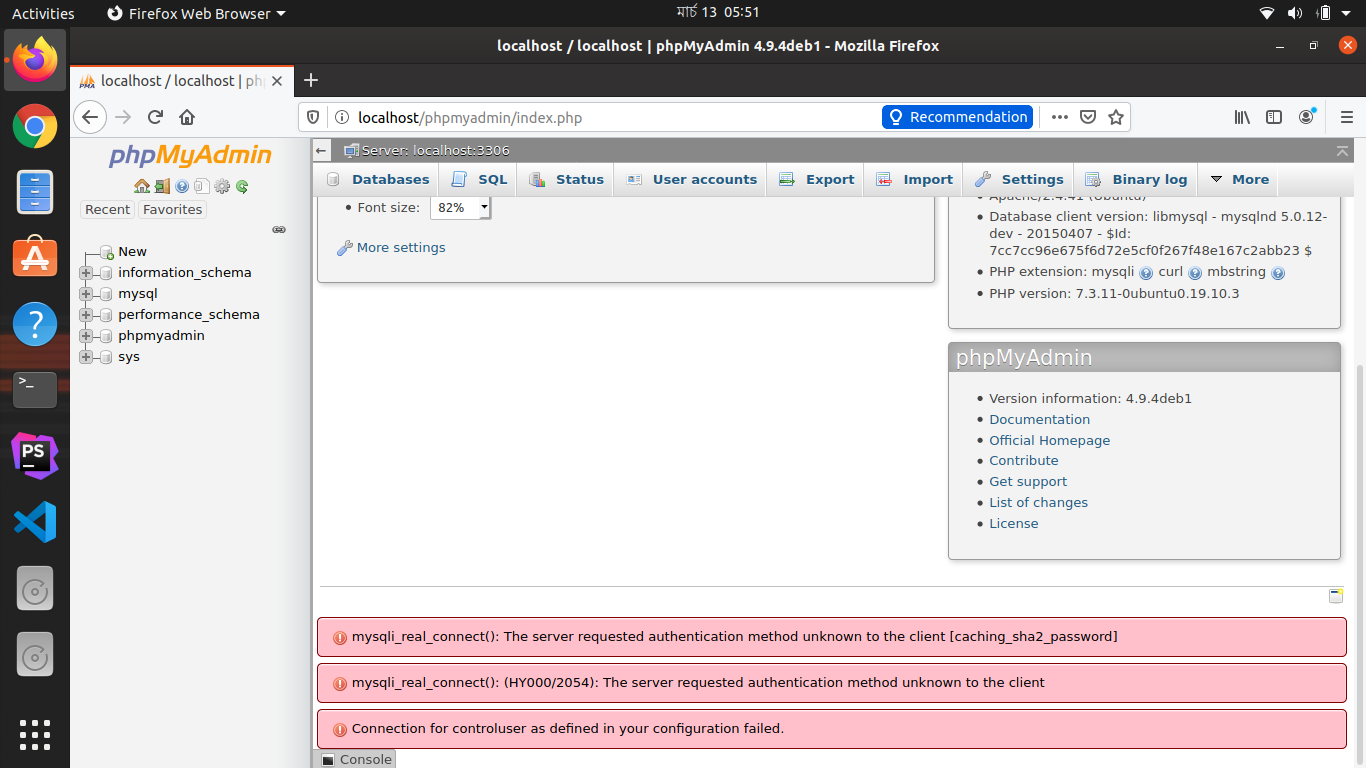 Activities
Firefox Web Browser
মার্চ 13 05:51
localhost / localhost | phpMyAdmin 4.9.4deb1 - Mozilla Firefox
localhost / localhost | ph
localhost/phpmyadmin/index.php
Recommendation
phpMyAdmin
Recent
Favorites
New
information_schema
mysql
performance_schema
phpmyadmin
sys
Server: localhost:3306
Databases
SQL
Status
User accounts
Export
Import
Settings
Binary log
More
Font size:
82%
More settings
Apache/2.4.41 (Ubuntu)
Database client version: libmysql - mysqlnd 5.0.12-
dev - 20150407 - $Id:
7cc7cc96e675f6d72e5cf0f267f48e167c2abb23 $
PHP extension: mysqli curl mbstring
PHP version: 7.3.11-0ubuntu0.19.10.3
phpMyAdmin
Version information: 4.9.4deb1
Documentation
Official Homepage
Contribute
Get support
List of changes
License
mysqli_real_connect(): The server requested authentication method unknown to the client [caching_sha2_password]
mysqli_real_connect(): (HY000/2054): The server requested authentication method unknown to the client
Connection for controluser as defined in your configuration failed.
Console